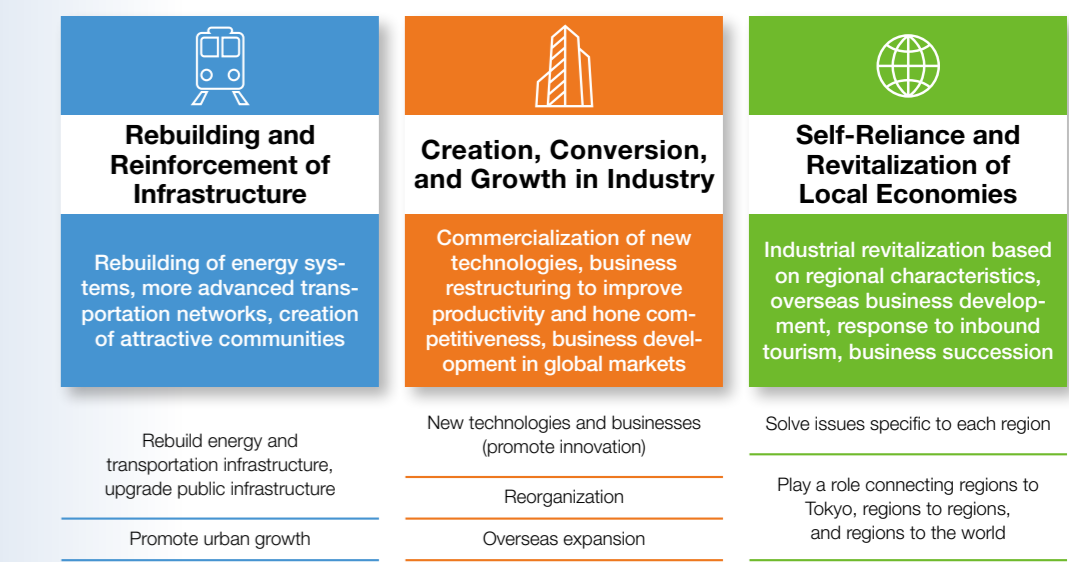 Rebuilding and
Reinforcement of
Infrastructure
Rebuilding of energy sys-
tems, more advanced trans-
portation networks, creation
of attractive communities
Rebuild energy and
transportation infrastructure,
upgrade public infrastructure
Promote urban growth
Creation, Conversion,
and Growth in Industry
Commercialization of new
technologies, business
restructuring to improve
productivity and hone com-
petitiveness, business devel-
opment in global markets
New technologies and businesses
(promote innovation)
Reorganization
Overseas expansion
Self-Reliance and
Revitalization of
Local Economies
Industrial revitalization based
on regional characteristics,
overseas business develop-
ment, response to inbound
tourism, business succession
Solve issues specific to each region
Play a role connecting regions to
Tokyo, regions to regions,
and regions to the world